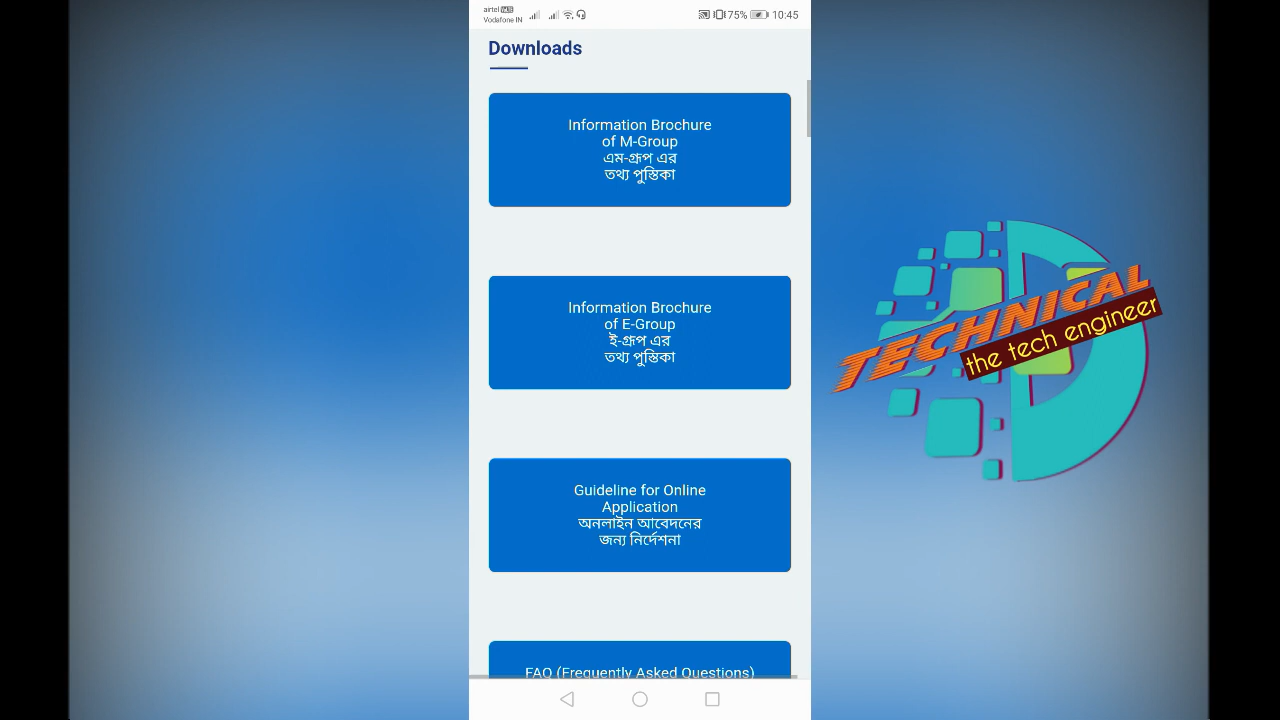 airtel VoLTE
Vodafone IN
75%
10:45
Downloads
Information Brochure
of M-Group
এম-গ্রূপ এর
তথ্য পুস্তিকা
Information Brochure
of E-Group
ই-গ্রূপ এর
তথ্য পুস্তিকা
Guideline for Online
Application
অনলাইন আবেদনের
জন্য নির্দেশনা
FAQ (Frequently Asked Questions)
TECHNICAL
the tech engineer